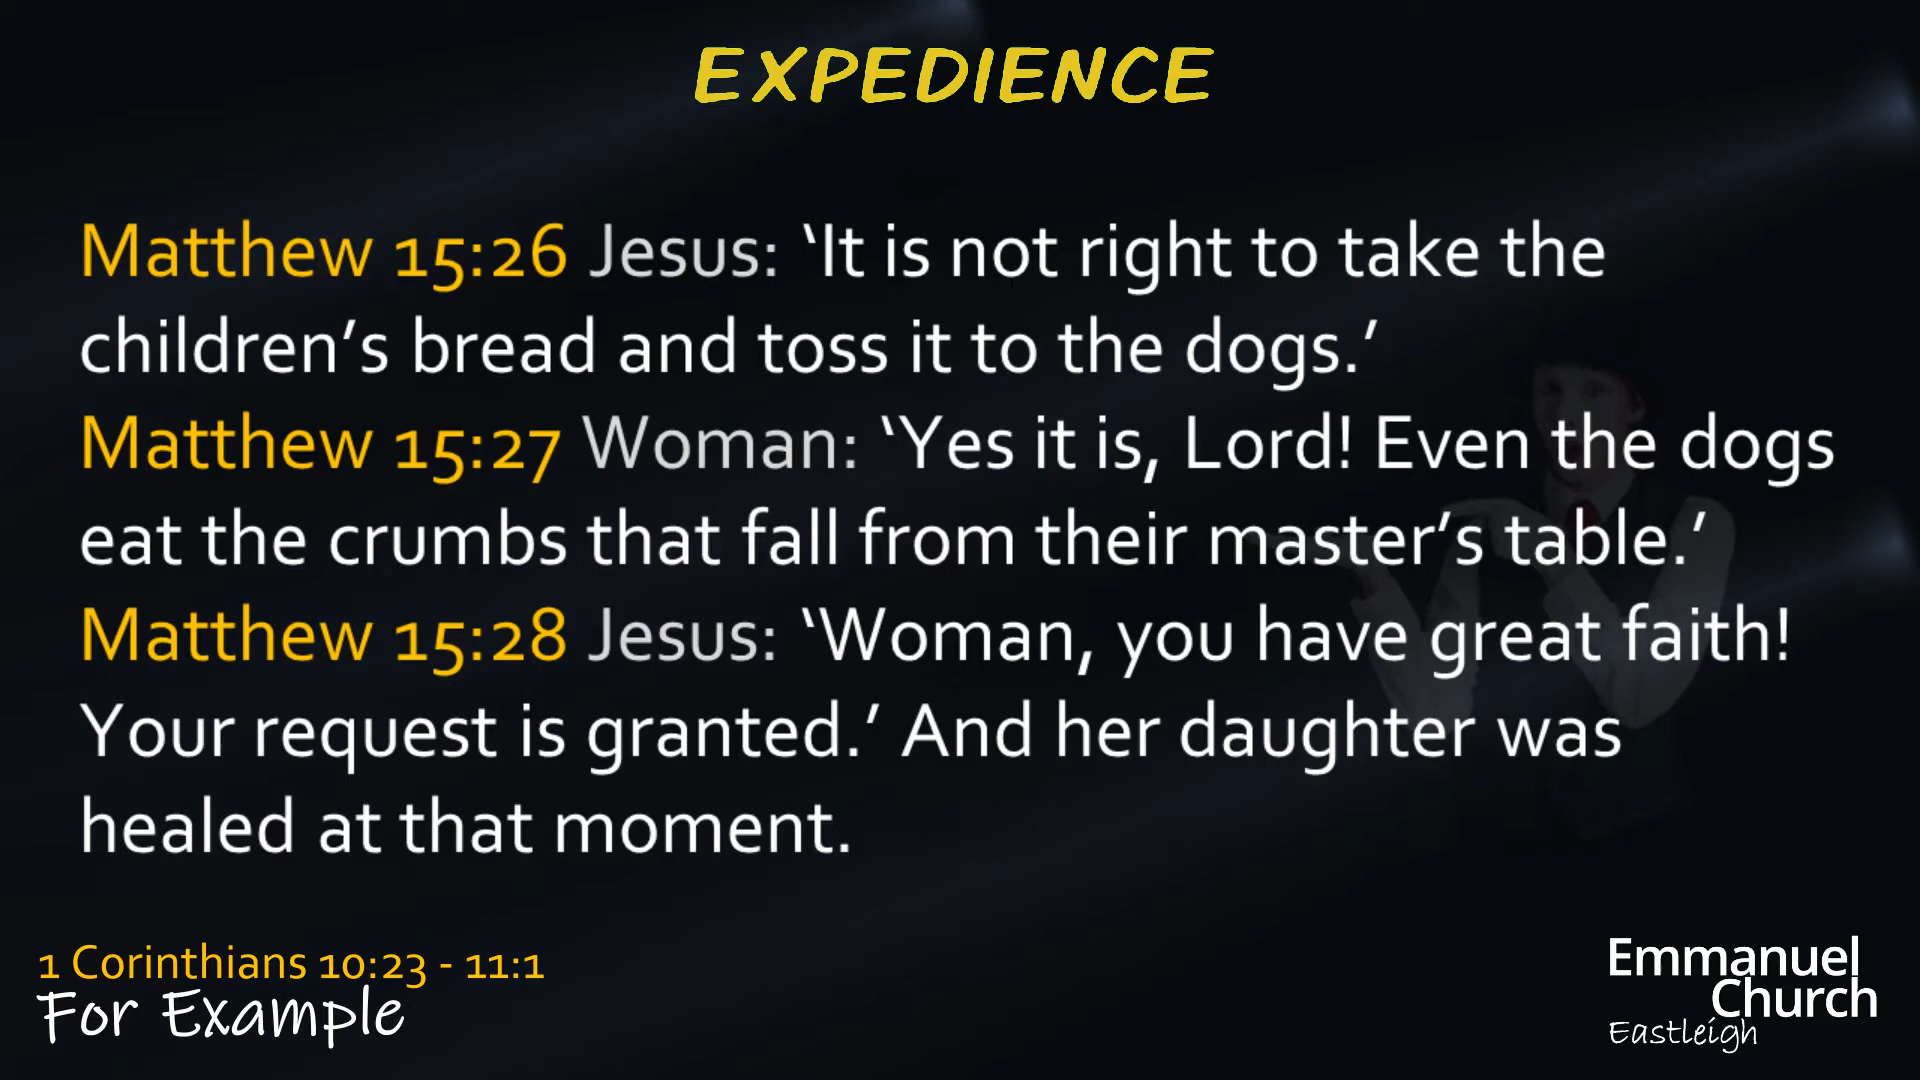 EXPEDIENCE
Matthew 15:26 Jesus: ‘It is not right to take the
children’s bread and toss it to the dogs.’
Matthew 15:27 Woman: ‘Yes it is, Lord! Even the dogs
eat the crumbs that fall from their master’s table.’
Matthew 15:28 Jesus: ‘Woman, you have great faith!
Your request is granted.’ And her daughter was
healed at that moment.
1 Corinthians 10:23 - 11:1
For Example
Emmanuel
Church
Eastleigh